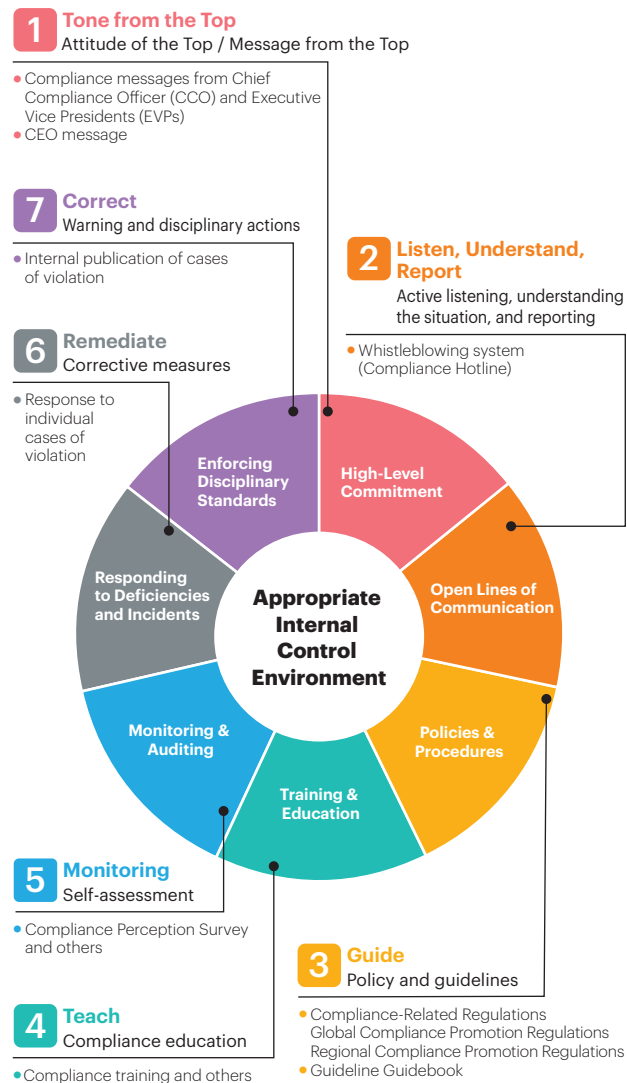 1 Tone from the Top
Attitude of the Top / Message from the Top
• Compliance messages from Chief
Compliance Officer (CCO) and Executive
Vice Presidents (EVPs)
• CEO message
7 Correct
Warning and disciplinary actions
• Internal publication of cases
of violation
2 Listen, Understand,
Report
Active listening, understanding
the situation, and reporting
• Whistleblowing system
(Compliance Hotline)
6 Remediate
Corrective measures
• Response to
individual
cases of
violation
High-Level
Commitment
Open Lines of
Communication
Policies &
Procedures
Training &
Education
Monitoring &
Auditing
Responding
to Deficiencies
and Incidents
Enforcing
Disciplinary
Standards
Appropriate
Internal
Control
Environment
5 Monitoring
Self-assessment
• Compliance Perception Survey
and others
3 Guide
Policy and guidelines
• Compliance-Related Regulations
Global Compliance Promotion Regulations
Regional Compliance Promotion Regulations
• Guideline Guidebook
4 Teach
Compliance education
• Compliance training and others